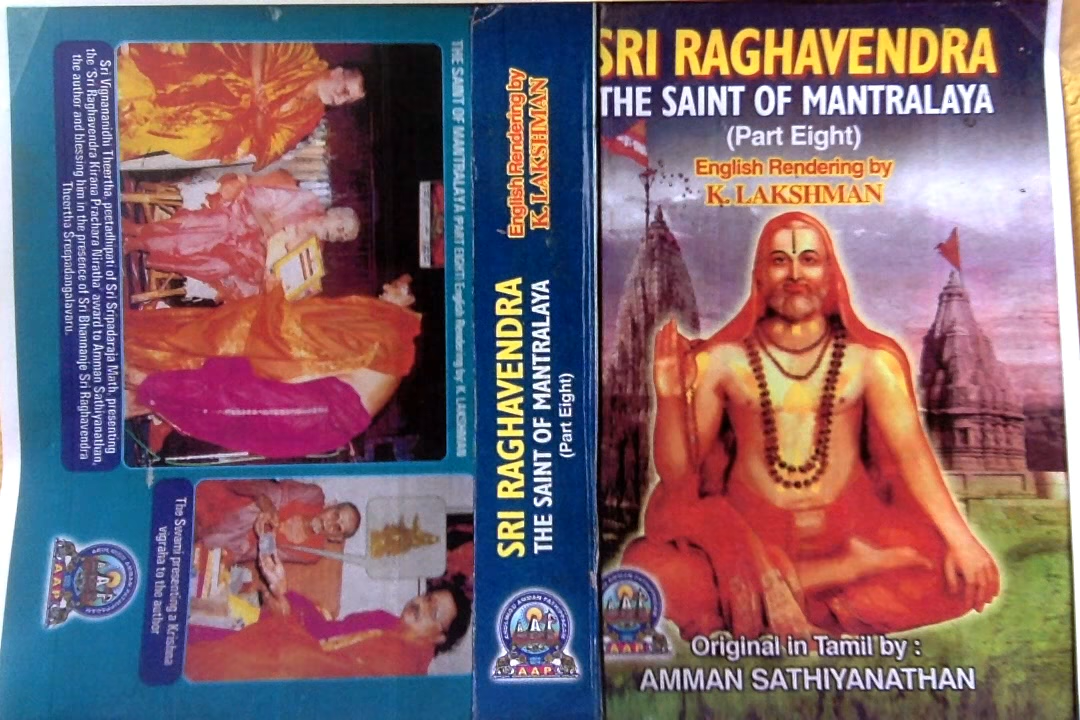 SRI RAGHAVENDRA
THE SAINT OF MANTRALAYA
(Part Eight)
English Rendering by
K. LAKSHMAN
Original in Tamil by :
AMMAN SATHIYANATHAN
English Rendering by
K. LAKSHMAN
SRI RAGHAVENDRA
THE SAINT OF MANTRALAYA
(Part Eight)
AAP
THE SAINT OF MANTRALAYA PART EIGHT English Rendering by K. LAKSHMAN
Sri Vignananidhi Theertha, peetadhipati of Sri Sripadaraja Math, presenting
the 'Sri Raghavendra Kirana Prachara Niratha' award to Amman Sathiyanathan,
the author and blessing him in the presence of Sri Bhannanje Sri Raghavendra
Theertha Sreepadangalavaru.
The Swami presenting a Krishna
vigraha to the author
AAP